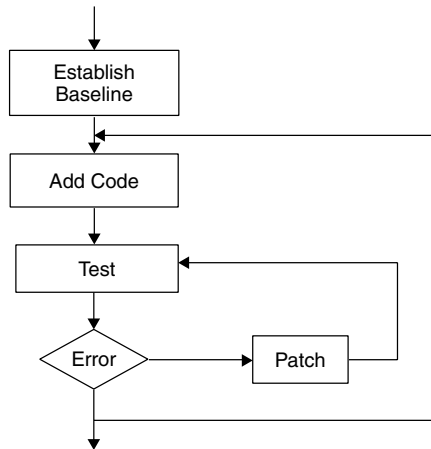 Establish
Baseline
Add Code
Test
Error
Patch